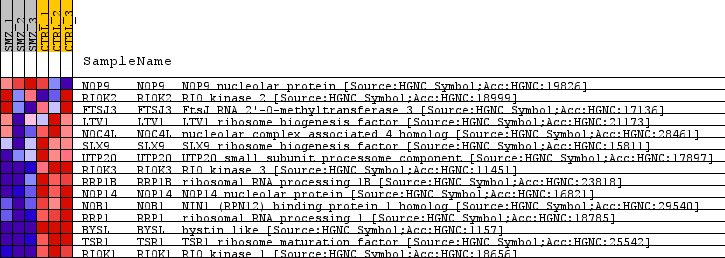 SMZ_1 SMZ_2 SMZ_3 CTRL_1 CTRL_2 CTRL_3
SampleName
NOP9 NOP9 NOP9 nucleolar protein [Source:HGNC Symbol;Acc:HGNC:19826]
RIOK2 RIOK2 RIO kinase 2 [Source:HGNC Symbol;Acc:HGNC:18999]
FTSJ3 FTSJ3 FtsJ RNA 2'-O-methyltransferase 3 [Source:HGNC Symbol;Acc:HGNC:17136]
LTV1 LTV1 LTV1 ribosome biogenesis factor [Source:HGNC Symbol;Acc:HGNC:21173]
NOC4L NOC4L nucleolar complex associated 4 homolog [Source:HGNC Symbol;Acc:HGNC:28461]
SLX9 SLX9 SLX9 ribosome biogenesis factor [Source:HGNC Symbol;Acc:HGNC:15811]
UTP20 UTP20 UTP20 small subunit processome component [Source:HGNC Symbol;Acc:HGNC:17897]
RIOK3 RIOK3 RIO kinase 3 [Source:HGNC Symbol;Acc:HGNC:11451]
RRP1B RRP1B ribosomal RNA processing 1B [Source:HGNC Symbol;Acc:HGNC:23818]
NOP14 NOP14 NOP14 nucleolar protein [Source:HGNC Symbol;Acc:HGNC:16821]
NOB1 NOB1 NIN1 (RPN12) binding protein 1 homolog [Source:HGNC Symbol;Acc:HGNC:29540]
RRP1 RRP1 ribosomal RNA processing 1 [Source:HGNC Symbol;Acc:HGNC:18785]
BYSL BYSL bystin like [Source:HGNC Symbol;Acc:HGNC:1157]
TSR1 TSR1 TSR1 ribosome maturation factor [Source:HGNC Symbol;Acc:HGNC:25542]
RIOK1 RIOK1 RIO kinase 1 [Source:HGNC Symbol;Acc:HGNC:18656]